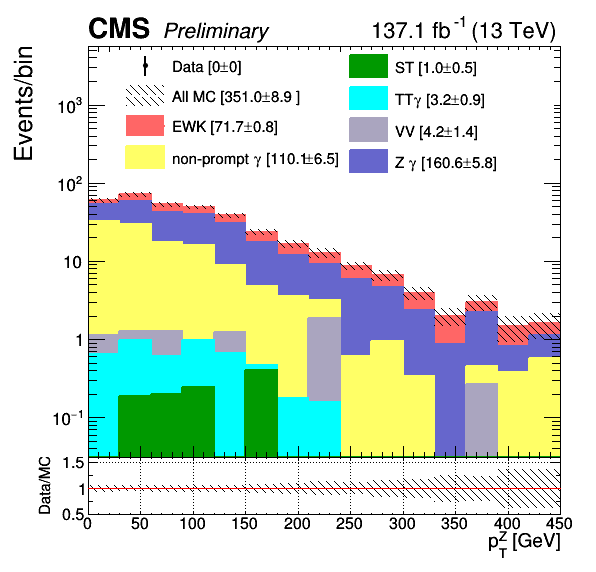 CMS Preliminary 137.1 fb⁻¹ (13 TeV)
Events/bin
Data [0±0]
All MC [351.0±8.9 ]
EWK [71.7±0.8]
non-prompt γ [110.1±6.5]
ST [1.0±0.5]
TTγ [3.2±0.9]
VV [4.2±1.4]
Z γ [160.6±5.8]
10³
10²
10
1
10⁻¹
Data/MC
1.5
1
0.5
0 50 100 150 200 250 300 350 400 450
p_T^Z [GeV]